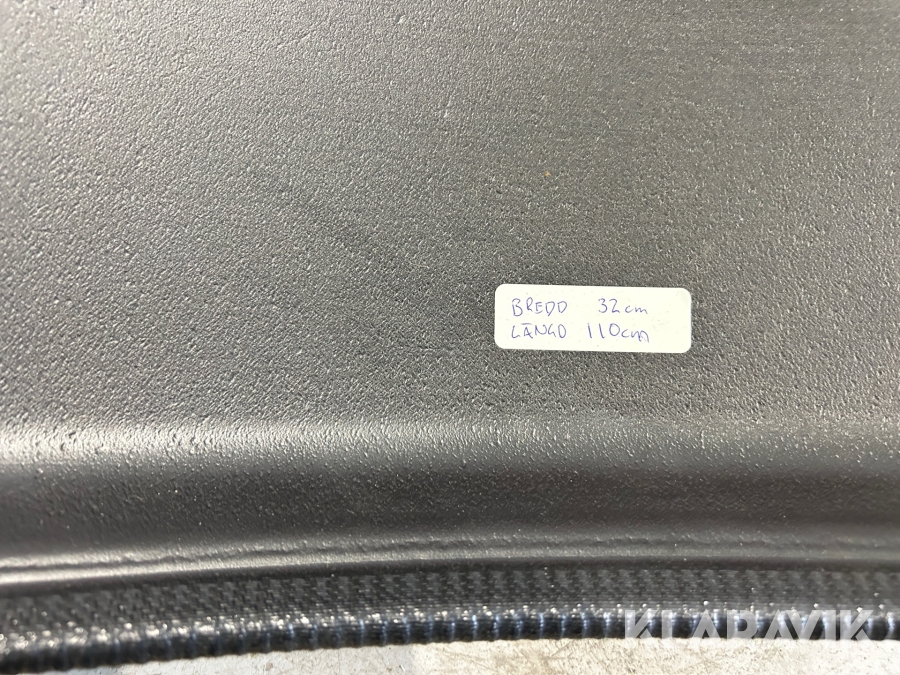 BREDD 32cm
LÄNGD 110cm
KLARAVIK